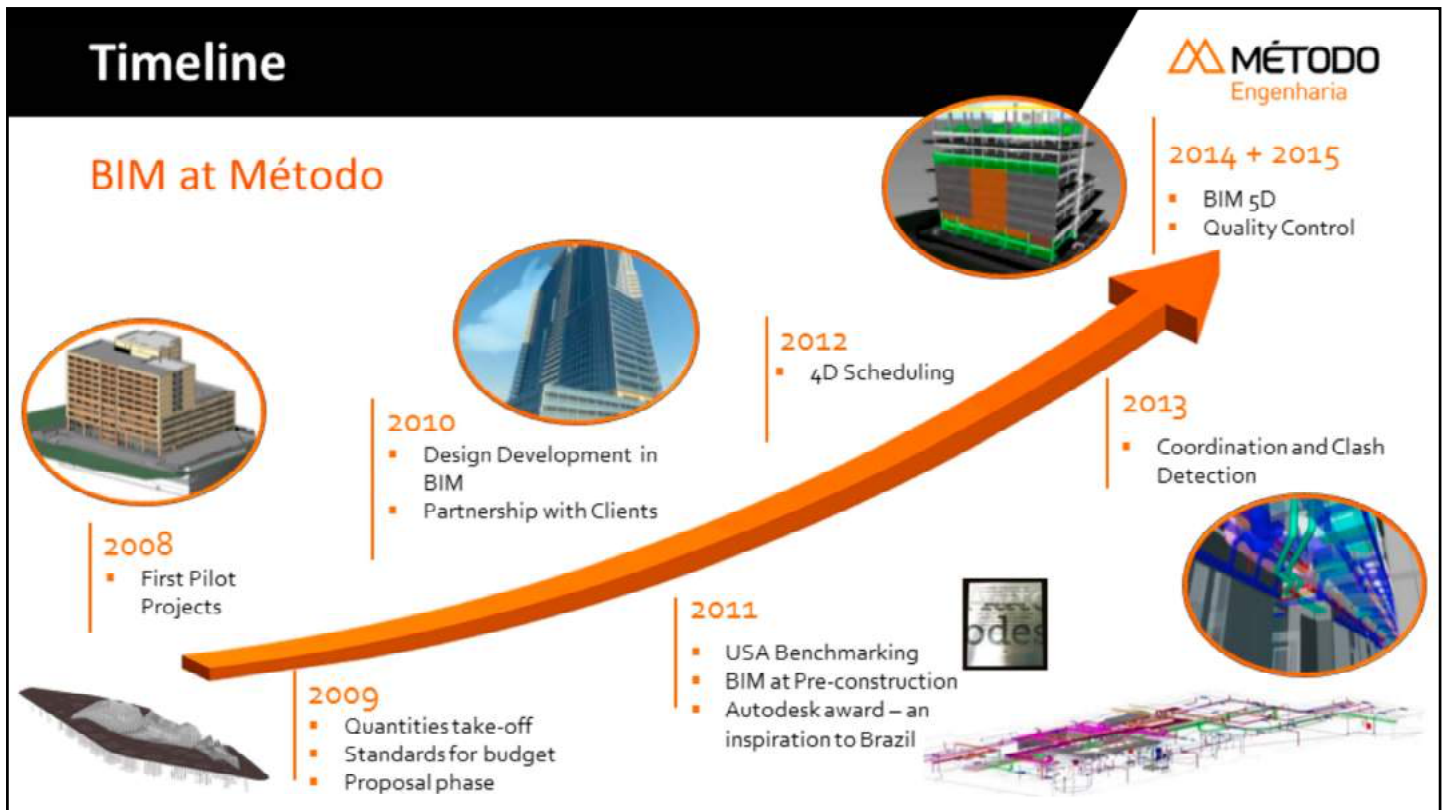 Timeline
MÉTODO
Engenharia
BIM at Método
2008
▪ First Pilot
Projects
2009
▪ Quantities take-off
▪ Standards for budget
▪ Proposal phase
2010
▪ Design Development in
BIM
▪ Partnership with Clients
2011
▪ USA Benchmarking
▪ BIM at Pre-construction
▪ Autodesk award – an
inspiration to Brazil
2012
▪ 4D Scheduling
2013
▪ Coordination and Clash
Detection
2014 + 2015
▪ BIM 5D
▪ Quality Control
odes